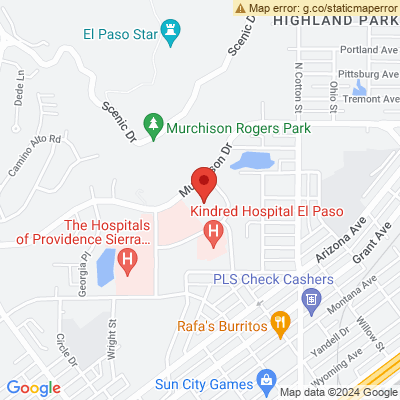 Map error: g.co/staticmaperror
HIGHLAND PARK
El Paso Star
Scenic Dr
Portland Ave
Pittsburg Ave
Tremont Ave
Dede Ln
Scenic Dr
N Cotton St
Ohio St
Murchison Rogers Park
Camino Alto Rd
Murchison Dr
Kindred Hospital El Paso
The Hospitals
of Providence Sierra...
H
H
Arizona Ave
Grant Ave
Georgia Pl
PLS Check Cashers
Montana Ave
Rafa's Burritos
Circle Dr
Wright St
Yandell Dr
Willow St
Wyoming Ave
Sun City Games
Google
Map data ©2024 Google